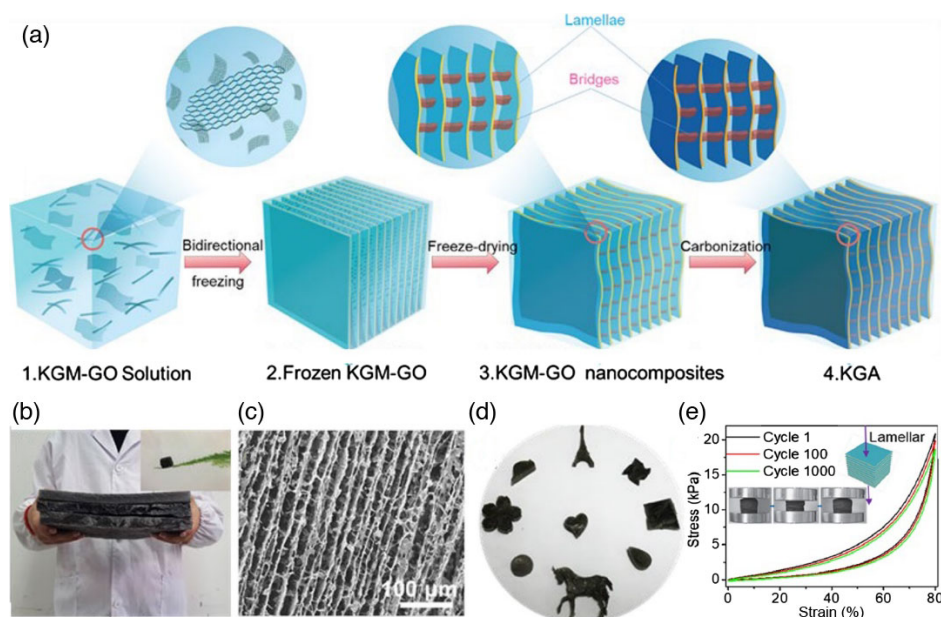 (a)
Lamellae
Bridges
Bidirectional
freezing
Freeze-drying
Carbonization
1.KGM-GO Solution
2.Frozen KGM-GO
3.KGM-GO nanocomposites
4.KGA
(b)
(c)
100 μm
(d)
(e)
Cycle 1
Cycle 100
Cycle 1000
Lamellar
Stress (kPa)
20
15
10
5
0
0
20
40
60
80
Strain (%)